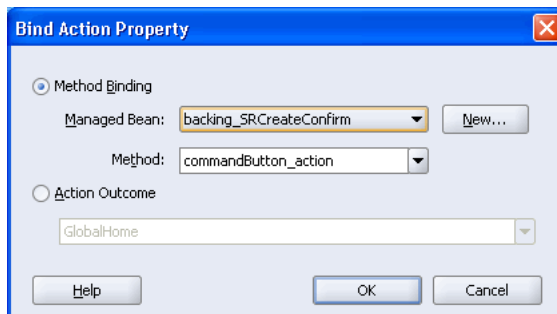 Bind Action Property
Method Binding
Managed Bean: backing_SRCreateConfirm New...
Method: commandButton_action
Action Outcome
GlobalHome
Help OK Cancel